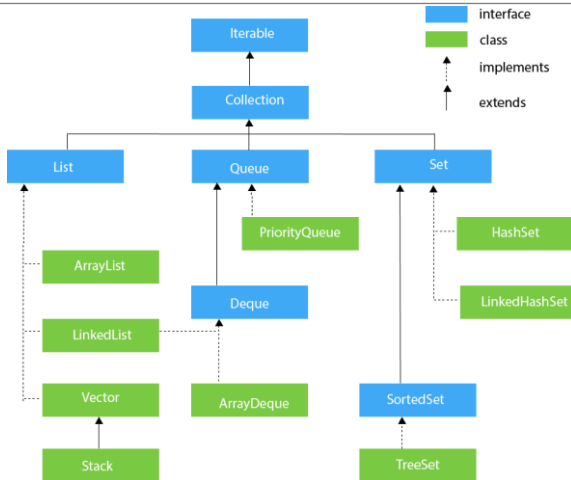 Iterable
interface
class
implements
extends
Collection
List
Queue
Set
PriorityQueue
HashSet
ArrayList
Deque
LinkedHashSet
LinkedList
Vector
ArrayDeque
SortedSet
Stack
TreeSet